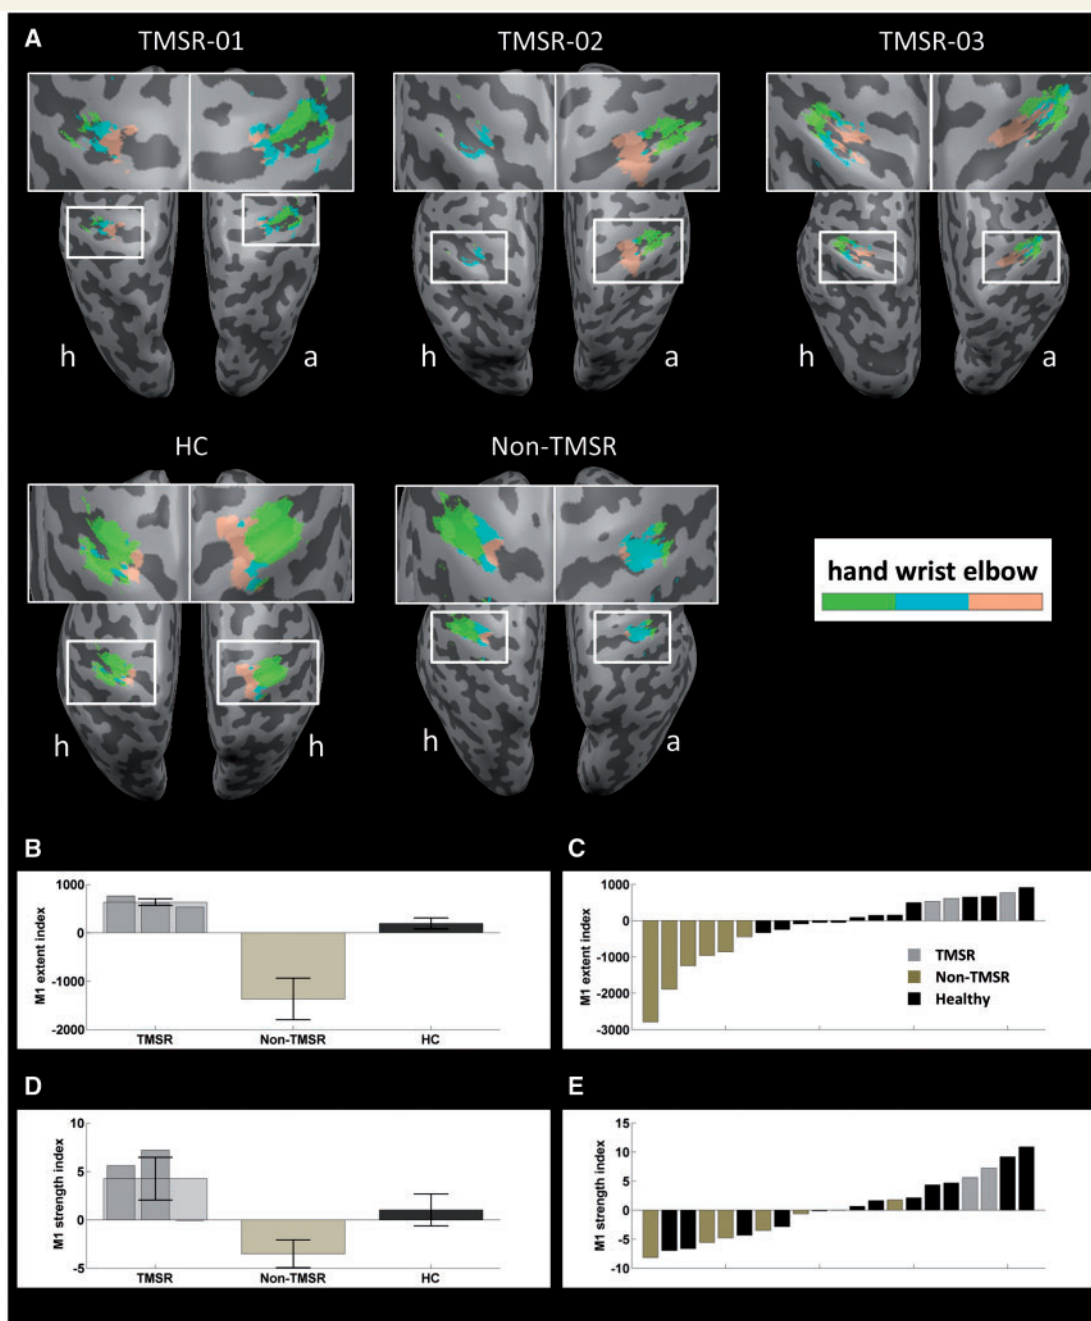 A
TMSR-01 TMSR-02 TMSR-03
h a h a h a
HC Non-TMSR
hand wrist elbow
h h h a
B
M1 extent index
1000
0
-1000
-2000
TMSR Non-TMSR HC
C
M1 extent index
1000
0
-1000
-2000
-3000
TMSR
Non-TMSR
Healthy
D
M1 strength index
10
5
0
-5
TMSR Non-TMSR HC
E
M1 strength index
15
10
5
0
-5
-10